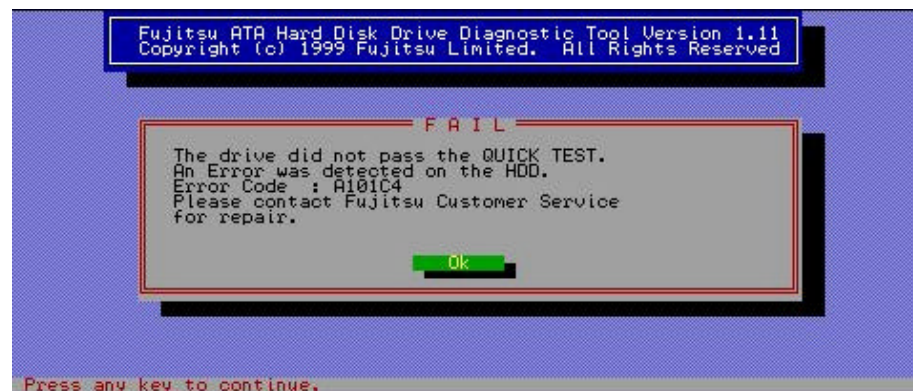 Fujitsu ATA Hard Disk Drive Diagnostic Tool Version 1.11
Copyright (c) 1999 Fujitsu Limited. All Rights Reserved
FAIL
The drive did not pass the QUICK TEST.
An Error was detected on the HDD.
Error Code : A101C4
Please contact Fujitsu Customer Service
for repair.
Ok
Press any key to continue.